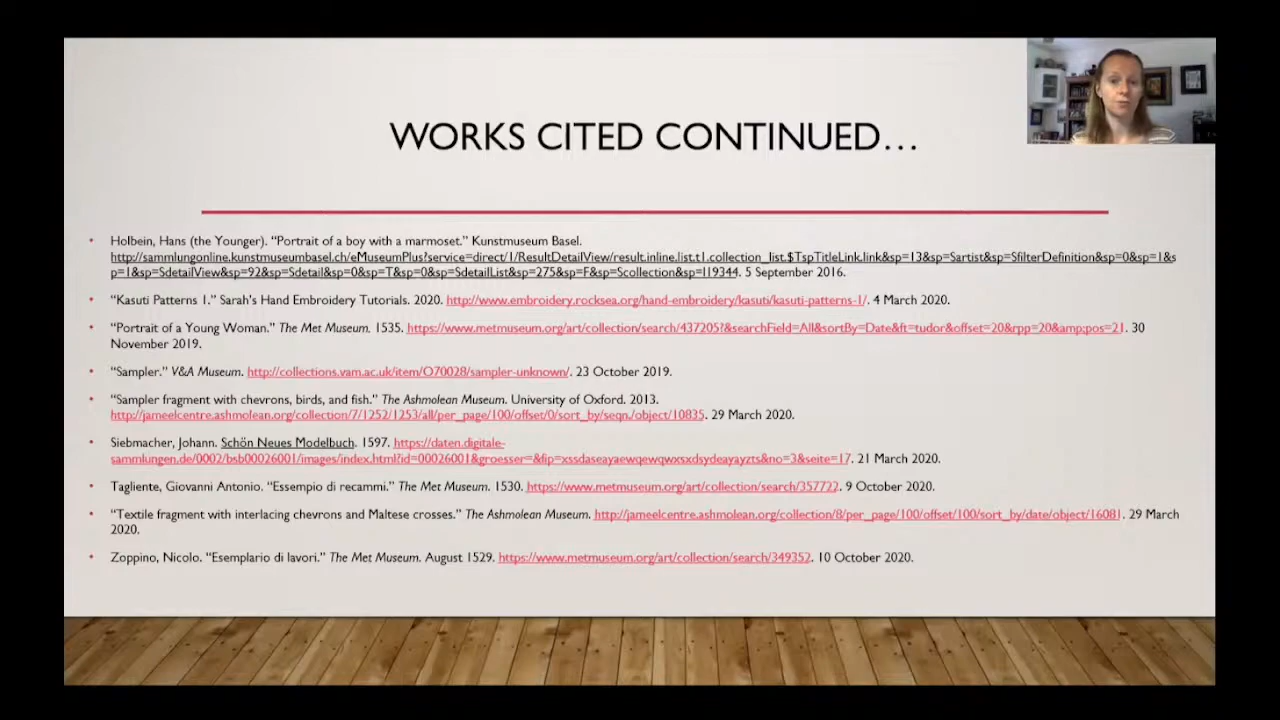 WORKS CITED CONTINUED...
• Holbein, Hans (the Younger). “Portrait of a boy with a marmoset.” Kunstmuseum Basel.
http://sammlungonline.kunstmuseumbasel.ch/eMuseumPlus?service=direct/1/ResultDetailView/result.inline.list.t1.collection_list.$TspTitleLink.link&sp=13&sp=Sartist&sp=SfilterDefinition&sp=0&sp=1&s
p=1&sp=SdetailView&sp=92&sp=Sdetail&sp=0&sp=T&sp=0&sp=SdetailList&sp=275&sp=F&sp=Scollection&sp=l19344. 5 September 2016.
• “Kasuti Patterns 1.” Sarah's Hand Embroidery Tutorials. 2020. http://www.embroidery.rocksea.org/hand-embroidery/kasuti/kasuti-patterns-1/. 4 March 2020.
• “Portrait of a Young Woman.” The Met Museum. 1535. https://www.metmuseum.org/art/collection/search/437205?&searchField=All&sortBy=Date&ft=tudor&offset=20&rpp=20&amp;pos=21. 30
November 2019.
• “Sampler.” V&A Museum. http://collections.vam.ac.uk/item/O70028/sampler-unknown/. 23 October 2019.
• “Sampler fragment with chevrons, birds, and fish.” The Ashmolean Museum. University of Oxford. 2013.
http://jameelcentre.ashmolean.org/collection/7/1252/1253/all/per_page/100/offset/0/sort_by/seqn./object/10835. 29 March 2020.
• Siebmacher, Johann. Schön Neues Modelbuch. 1597. https://daten.digitale-
sammlungen.de/0002/bsb00026001/images/index.html?id=00026001&groesser=&fip=xssdaseayaewqewqwxsxdsydeayayzts&no=3&seite=17. 21 March 2020.
• Tagliente, Giovanni Antonio. “Essempio di recammi.” The Met Museum. 1530. https://www.metmuseum.org/art/collection/search/357722. 9 October 2020.
• “Textile fragment with interlacing chevrons and Maltese crosses.” The Ashmolean Museum. http://jameelcentre.ashmolean.org/collection/8/per_page/100/offset/100/sort_by/date/object/16081. 29 March
2020.
• Zoppino, Nicolo. “Esemplario di lavori.” The Met Museum. August 1529. https://www.metmuseum.org/art/collection/search/349352. 10 October 2020.